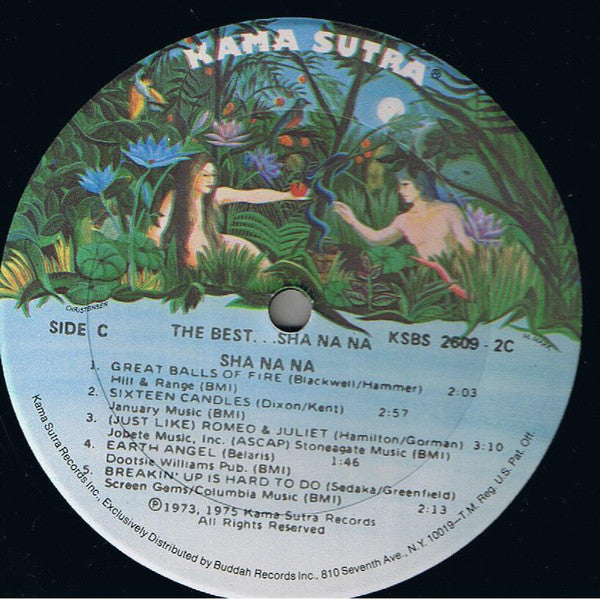 KAMA SUTRA®
CHRISTENSEN
SIDE C
THE BEST...SHA NA NA
KSBS 2609 - 2C
SHA NA NA
1. GREAT BALLS OF FIRE (Blackwell/Hammer)
Hill & Range (BMI) 2:03
2. SIXTEEN CANDLES (Dixon/Kent)
January Music (BMI) 2:57
3. (JUST LIKE) ROMEO & JULIET (Hamilton/Gorman) 3:10
Jobete Music, Inc. (ASCAP) Stoneagate Music (BMI)
4. EARTH ANGEL (Belaris) 1:46
Dootsie Williams Pub. (BMI)
5. BREAKIN' UP IS HARD TO DO (Sedaka/Greenfield)
Screen Gems/Columbia Music (BMI) 2:13
Ⓟ1973, 1975 Kama Sutra Records
All Rights Reserved
Kama Sutra Records Inc., Exclusively Distributed by Buddah Records Inc., 810 Seventh Ave., N.Y. 10019—T.M. Reg. U.S. Pat. Off.